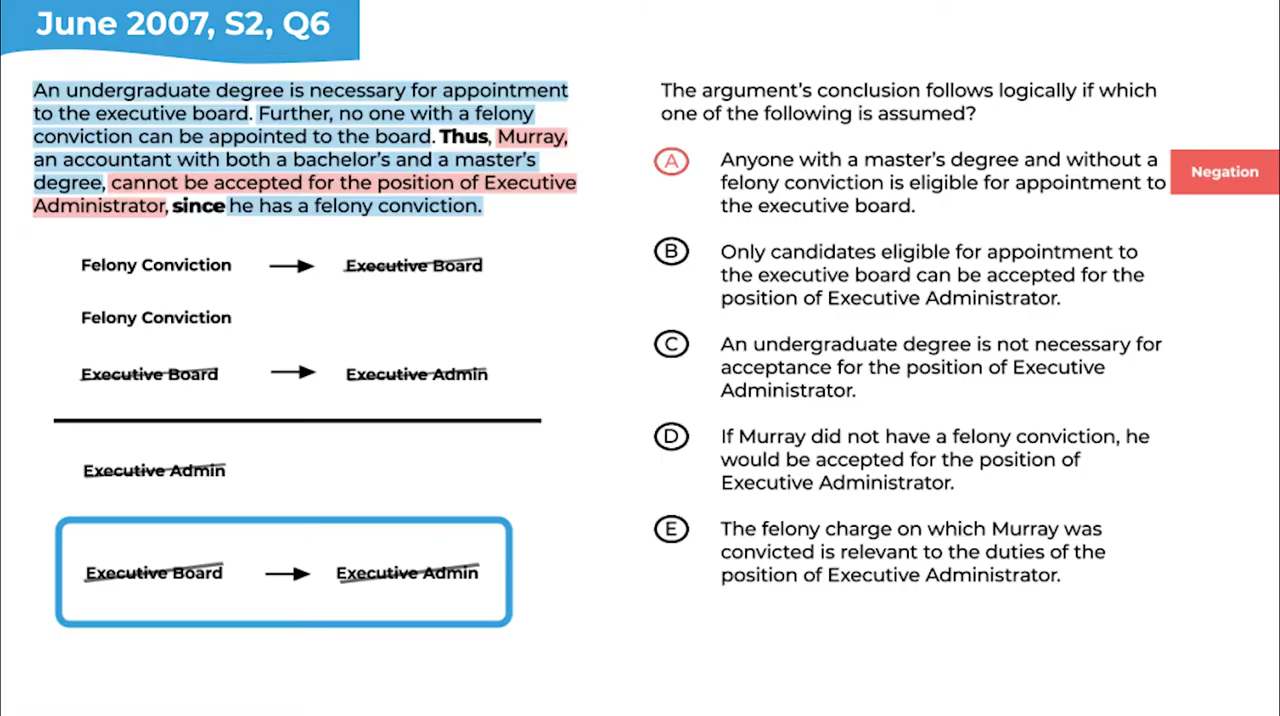 June 2007, S2, Q6
An undergraduate degree is necessary for appointment
to the executive board. Further, no one with a felony
conviction can be appointed to the board. Thus, Murray,
an accountant with both a bachelor's and a master's
degree, cannot be accepted for the position of Executive
Administrator, since he has a felony conviction.
Felony Conviction → Executive Board
Felony Conviction
Executive Board → Executive Admin
Executive Admin
Executive Board → Executive Admin
The argument's conclusion follows logically if which
one of the following is assumed?
A Anyone with a master's degree and without a
felony conviction is eligible for appointment to
the executive board.
Negation
B Only candidates eligible for appointment to
the executive board can be accepted for the
position of Executive Administrator.
C An undergraduate degree is not necessary for
acceptance for the position of Executive
Administrator.
D If Murray did not have a felony conviction, he
would be accepted for the position of
Executive Administrator.
E The felony charge on which Murray was
convicted is relevant to the duties of the
position of Executive Administrator.